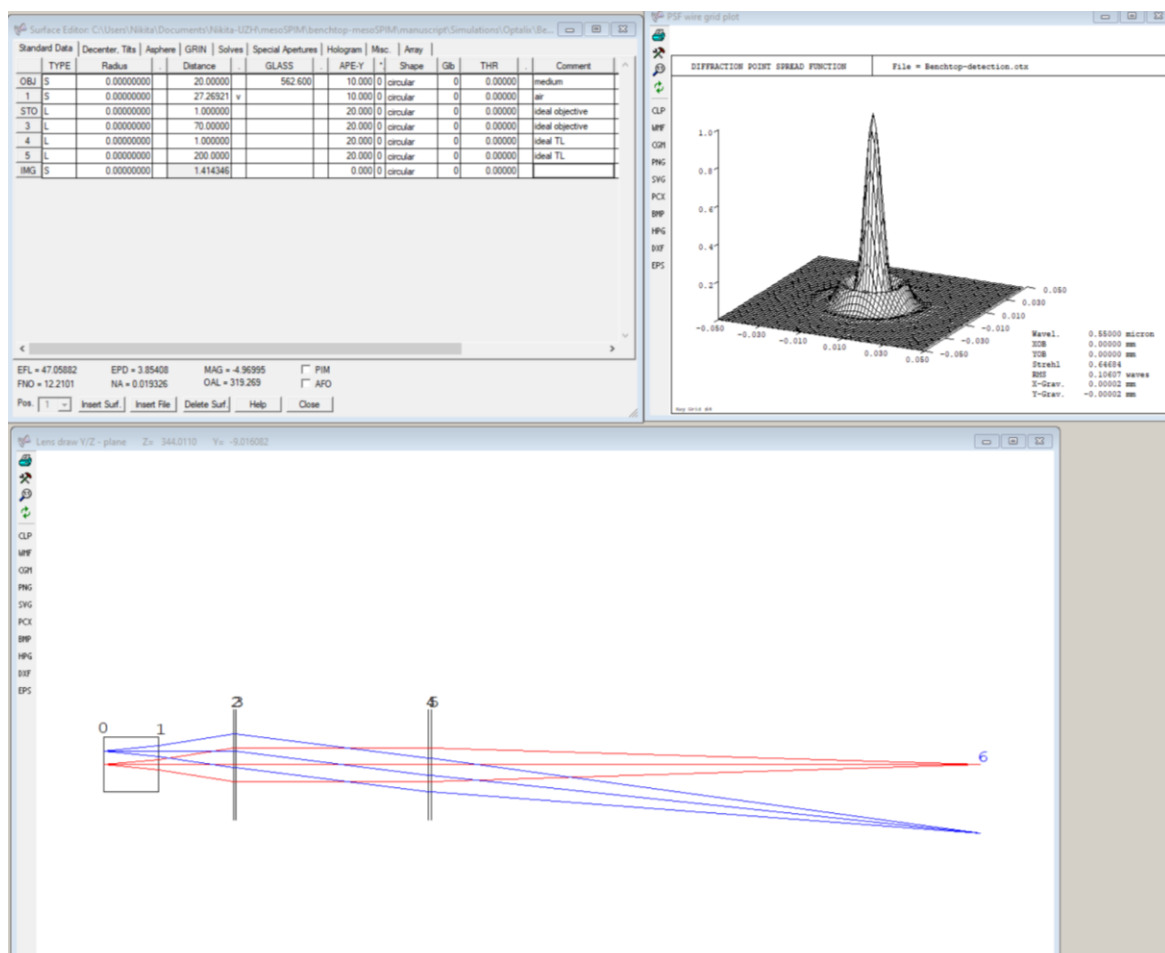 Surface Editor: C:\Users\Nikita\Documents\Nikita-UZH\mesoSPIM\benchtop-mesoSPIM\manuscript\Simulations\Optalix\Be...
Standard Data | Decenter, Tilts | Asphere | GRIN | Solves | Special Apertures | Hologram | Misc. | Array
TYPE Radius . Distance . GLASS . APE-Y * Shape Glb THR . Comment
OBJ S 0.00000000 20.00000 562.600 10.000 0 circular 0 0.00000 medium
1 S 0.00000000 27.26921 v 10.000 0 circular 0 0.00000 air
STO L 0.00000000 1.000000 20.000 0 circular 0 0.00000 ideal objective
3 L 0.00000000 70.00000 20.000 0 circular 0 0.00000 ideal objective
4 L 0.00000000 1.000000 20.000 0 circular 0 0.00000 ideal TL
5 L 0.00000000 200.0000 20.000 0 circular 0 0.00000 ideal TL
IMG S 0.00000000 1.414346 0.000 0 circular 0 0.00000
EFL = 47.05882 EPD = 3.85408 MAG = -4.96995 PIM
FNO = 12.2101 NA = 0.019326 OAL = 319.269 AFO
Pos. 1 Insert Surf. Insert File Delete Surf. Help Close
PSF wire grid plot
DIFFRACTION POINT SPREAD FUNCTION File = Benchtop-detection.otx
CLP
WMF
CGM
PNG
SVG
PCX
BMP
HPG
DXF
EPS
1.0
0.8
0.6
0.4
0.2
-0.050
-0.030
-0.010
0.010
0.030
0.050
-0.050
-0.030
-0.010
0.010
0.030
0.050
Wavel. 0.55000 micron
XOB 0.00000 mm
YOB 0.00000 mm
Strehl 0.64684
RMS 0.10607 waves
X-Grav. 0.00002 mm
Y-Grav. -0.00002 mm
Lens draw Y/Z - plane Z= 344.0110 Y= -9.016082
CLP
WMF
CGM
PNG
SVG
PCX
BMP
HPG
DXF
EPS
0 1 2 3 4 5 6